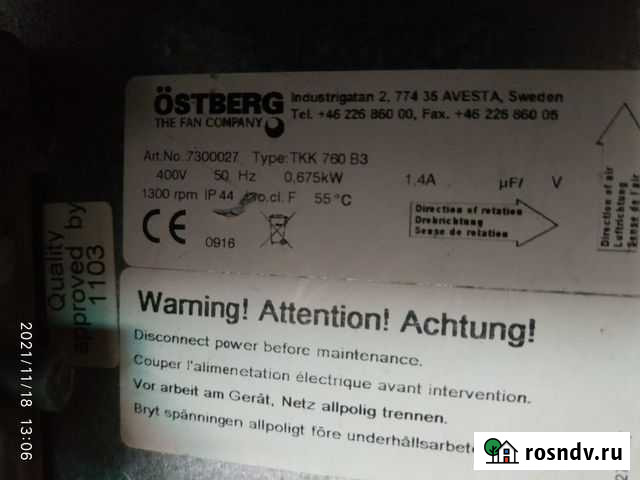 ÖSTBERG
THE FAN COMPANY
Industrigatan 2, 774 35 AVESTA, Sweden
Tel. +46 226 860 00, Fax. +46 226 860 05
Art.No.:7300027 Type:TKK 760 B3
400V 50 Hz 0,675kW 1,4A µF/ V
1300 rpm IP 44 cl. F 55 °C
CE 0916
Direction of rotation
Drehrichtung
Sense de rotation
Direction of air
Luftrichtung
Sense de l'air
Quality
approved by
1103
Warning! Attention! Achtung!
Disconnect power before maintenance.
Couper l'alimenetation électrique avant intervention.
Vor arbeit am Gerät, Netz allpolig trennen.
Bryt spänningen allpoligt före underhållsarbete
2021/11/18 13:06
rosndv.ru